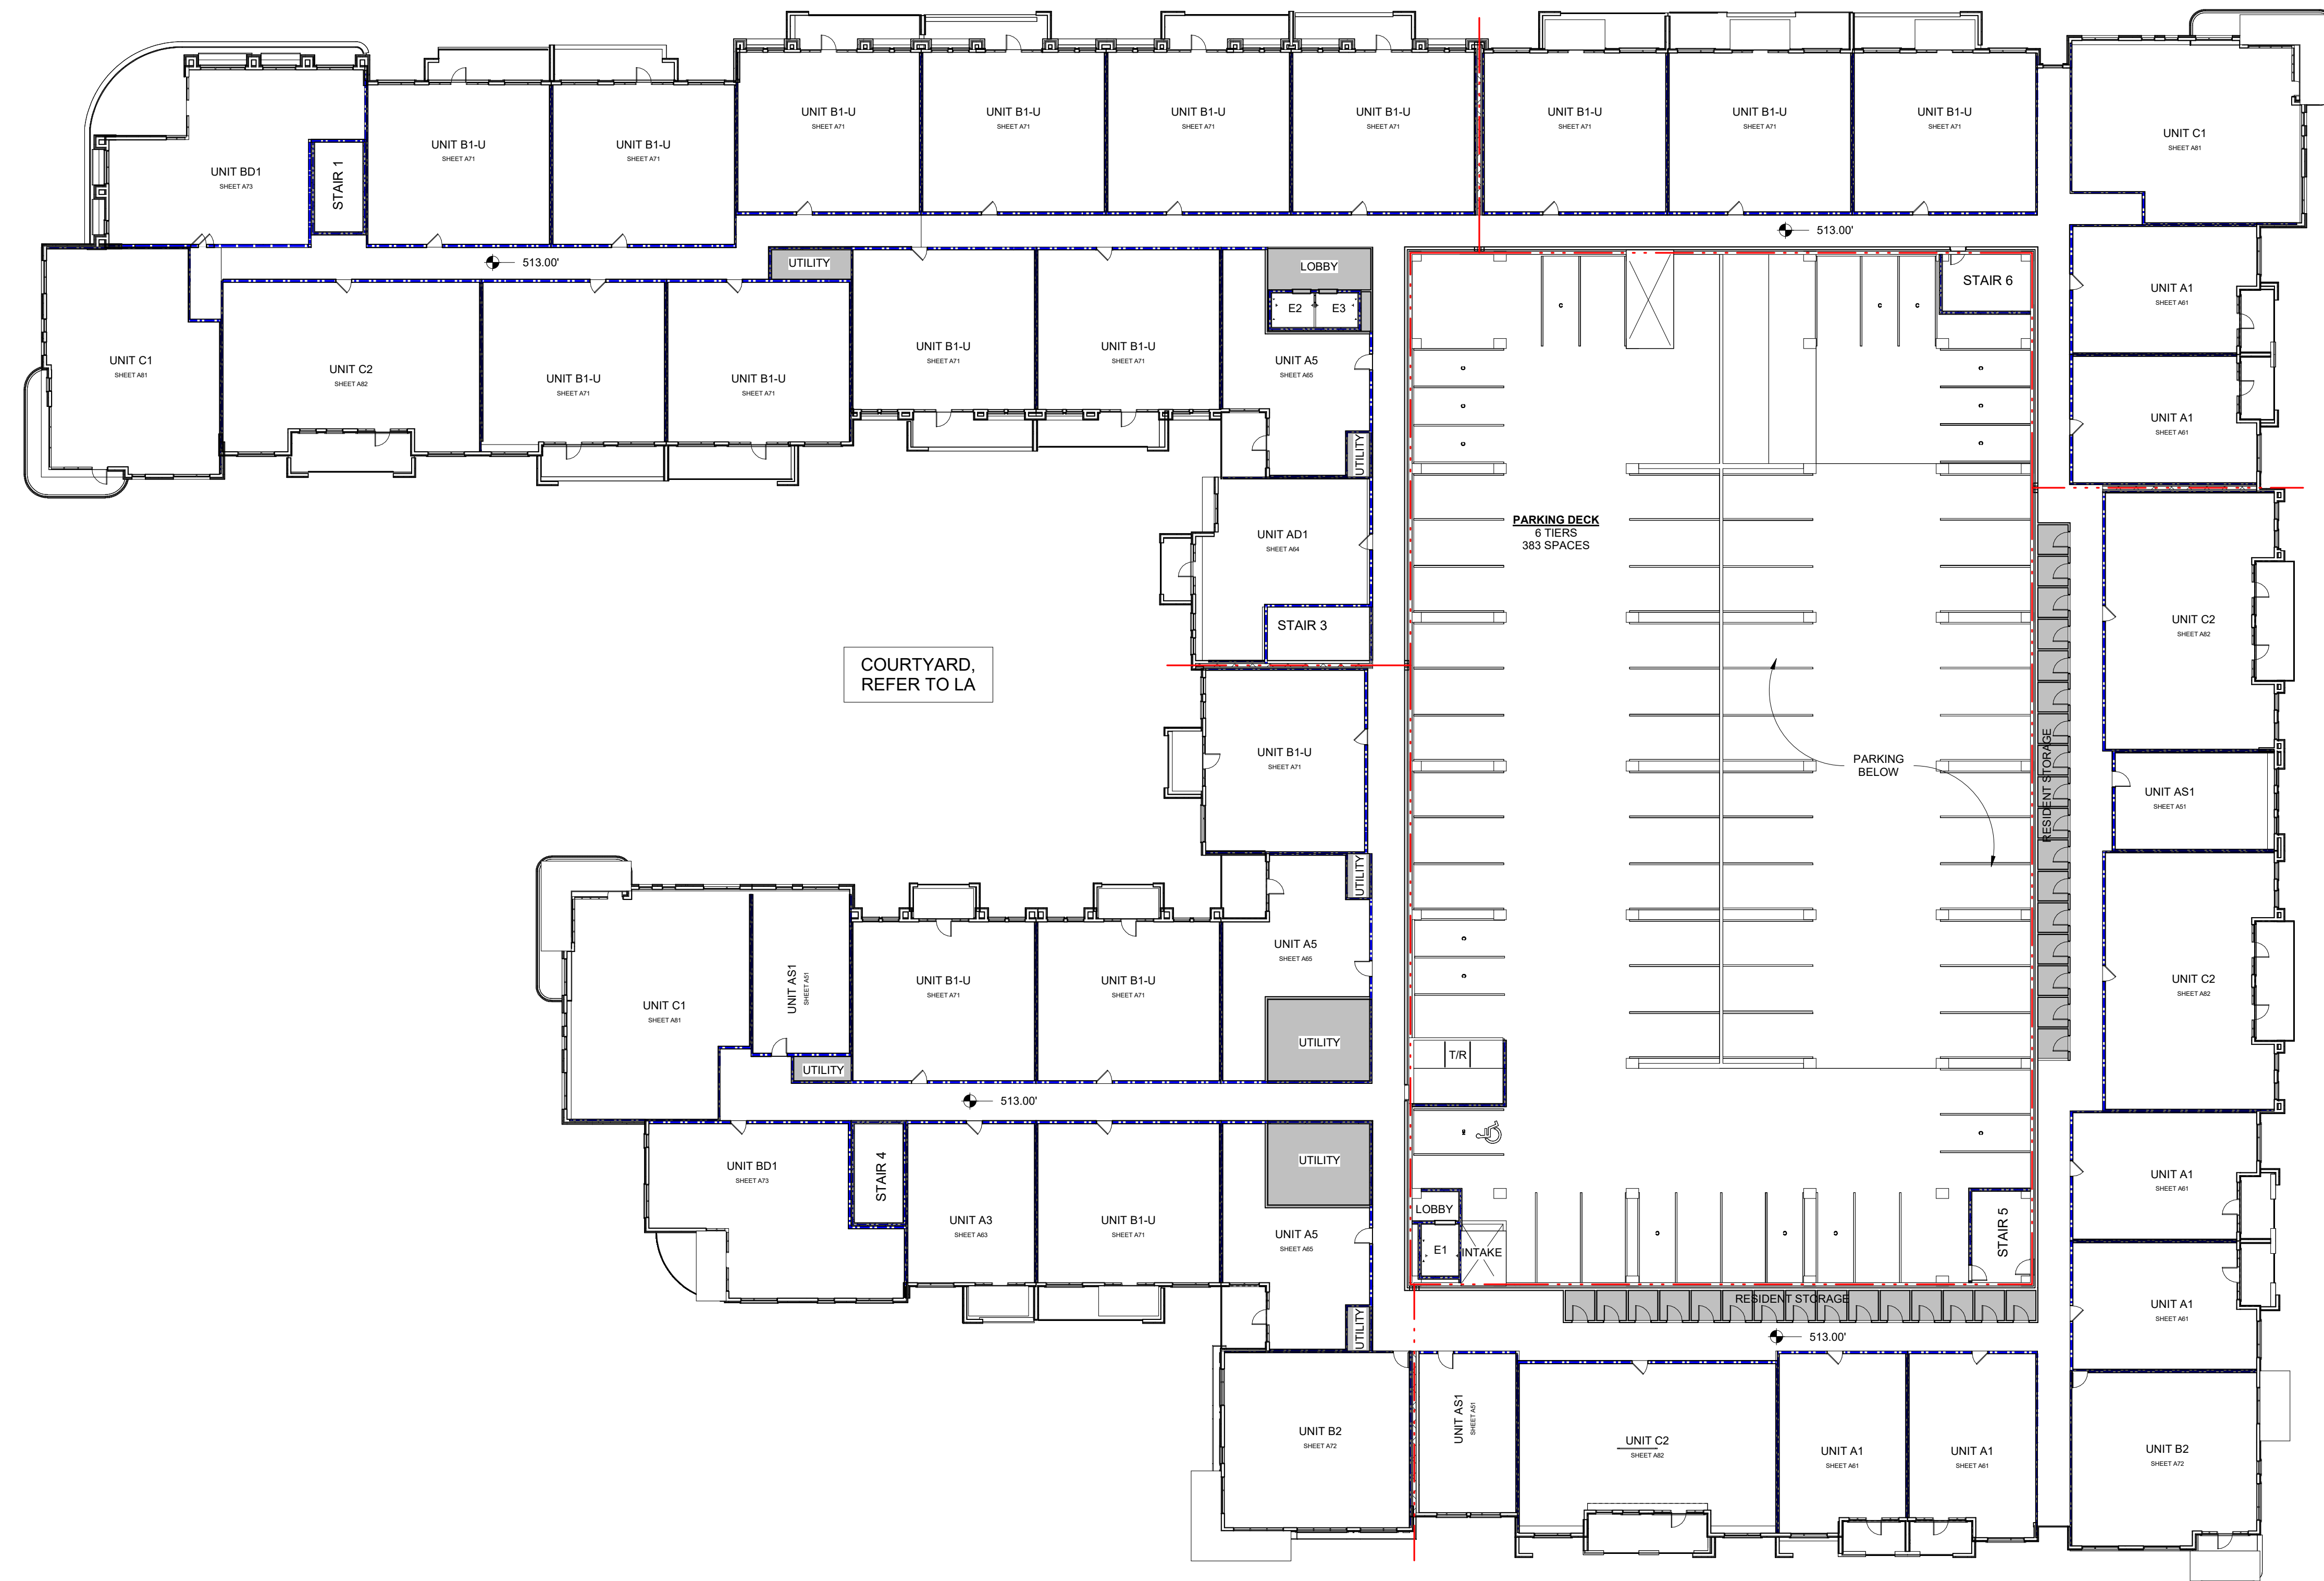 UNIT B1-U
SHEET A71
UNIT B1-U
SHEET A71
UNIT B1-U
SHEET A71
UNIT B1-U
SHEET A71
UNIT B1-U
SHEET A71
UNIT B1-U
SHEET A71
UNIT B1-U
SHEET A71
UNIT C1
SHEET A81
UNIT B1-U
SHEET A71
UNIT B1-U
SHEET A71
UNIT BD1
SHEET A73
STAIR 1
513.00'
513.00'
UTILITY
LOBBY
E2
E3
STAIR 6
UNIT A1
SHEET A61
UNIT C1
SHEET A81
UNIT C2
SHEET A82
UNIT B1-U
SHEET A71
UNIT B1-U
SHEET A71
UNIT B1-U
SHEET A71
UNIT B1-U
SHEET A71
UNIT A5
SHEET A65
UTILITY
C
C
C
C
C
C
C
C
C
UNIT A1
SHEET A61
PARKING DECK
6 TIERS
383 SPACES
UNIT AD1
SHEET A64
STAIR 3
COURTYARD,
REFER TO LA
UNIT C2
SHEET A82
UNIT B1-U
SHEET A71
PARKING
BELOW
RESIDENT STORAGE
UNIT AS1
SHEET A51
UTILITY
UNIT A5
SHEET A65
C
C
UNIT C1
SHEET A81
UNIT AS1
SHEET A51
UNIT B1-U
SHEET A71
UNIT B1-U
SHEET A71
UNIT C2
SHEET A82
UTILITY
UTILITY
T/R
513.00'
C
UNIT BD1
SHEET A73
STAIR 4
UTILITY
UNIT A1
SHEET A61
UNIT A3
SHEET A63
UNIT B1-U
SHEET A71
UNIT A5
SHEET A65
LOBBY
E1
INTAKE
C
C
C
STAIR 5
UTILITY
RESIDENT STORAGE
UNIT A1
SHEET A61
513.00'
UNIT B2
SHEET A72
UNIT AS1
SHEET A51
UNIT C2
SHEET A82
UNIT A1
SHEET A61
UNIT A1
SHEET A61
UNIT B2
SHEET A72